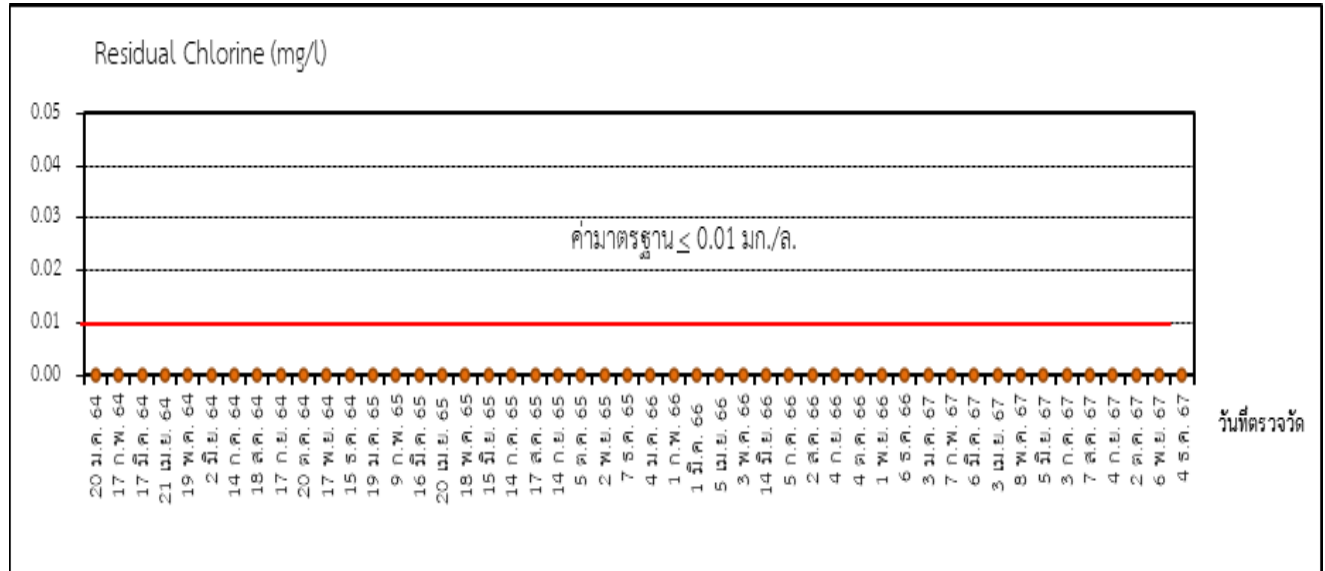 Residual Chlorine (mg/l)
0.05
0.04
0.03
0.02
0.01
0.00
ค่ามาตรฐาน ≤ 0.01 มก./ล.
20 ม.ค. 64
17 ก.พ. 64
17 มี.ค. 64
21 เม.ย. 64
19 พ.ค. 64
2 มิ.ย. 64
14 ก.ค. 64
18 ส.ค. 64
17 ก.ย. 64
20 ต.ค. 64
17 พ.ย. 64
15 ธ.ค. 64
19 ม.ค. 65
9 ก.พ. 65
16 มี.ค. 65
20 เม.ย. 65
18 พ.ค. 65
15 มิ.ย. 65
14 ก.ค. 65
17 ส.ค. 65
14 ก.ย. 65
5 ต.ค. 65
2 พ.ย. 65
7 ธ.ค. 65
4 ม.ค. 66
1 ก.พ. 66
1 มี.ค. 66
5 เม.ย. 66
3 พ.ค. 66
14 มิ.ย. 66
5 ก.ค. 66
2 ส.ค. 66
4 ก.ย. 66
4 ต.ค. 66
1 พ.ย. 66
6 ธ.ค. 66
3 ม.ค. 67
7 ก.พ. 67
6 มี.ค. 67
3 เม.ย. 67
8 พ.ค. 67
5 มิ.ย. 67
3 ก.ค. 67
7 ส.ค. 67
4 ก.ย. 67
2 ต.ค. 67
6 พ.ย. 67
4 ธ.ค. 67
วันที่ตรวจวัด